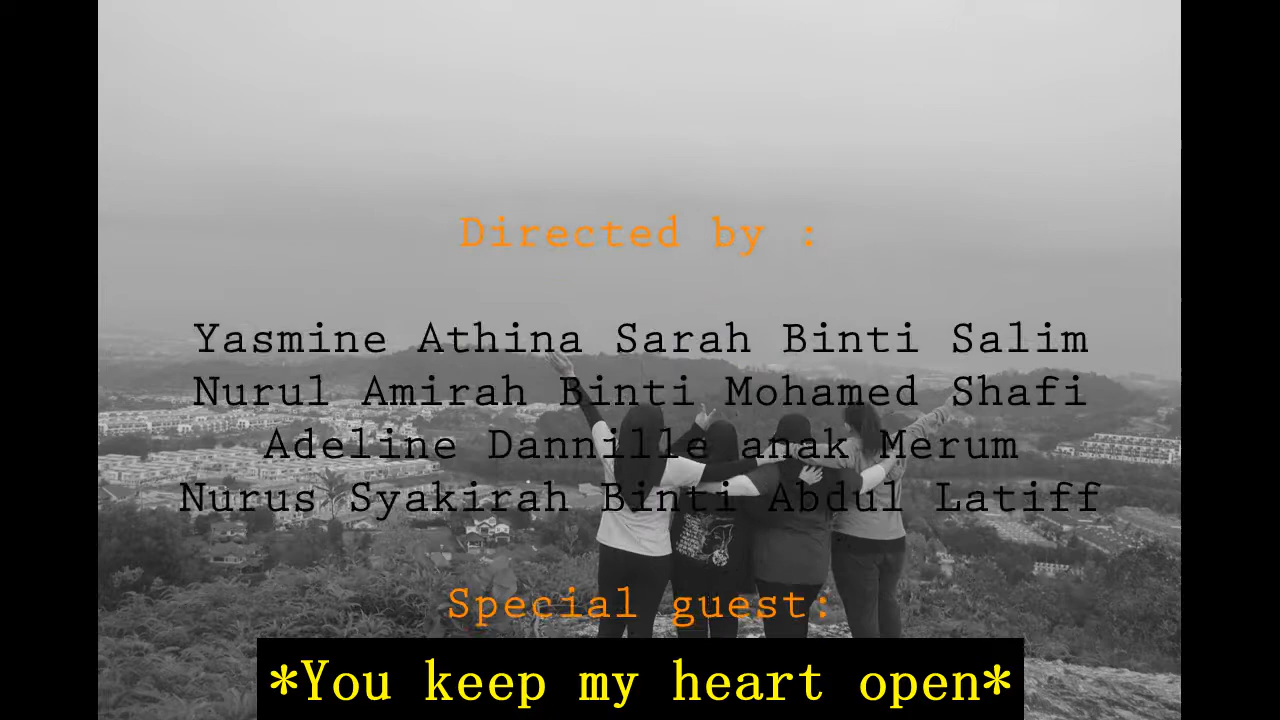 Directed by :
Yasmine Athina Sarah Binti Salim
Nurul Amirah Binti Mohamed Shafi
Adeline Dannille anak Merum
Nurus Syakirah Binti Abdul Latiff
Special guest:
*You keep my heart open*